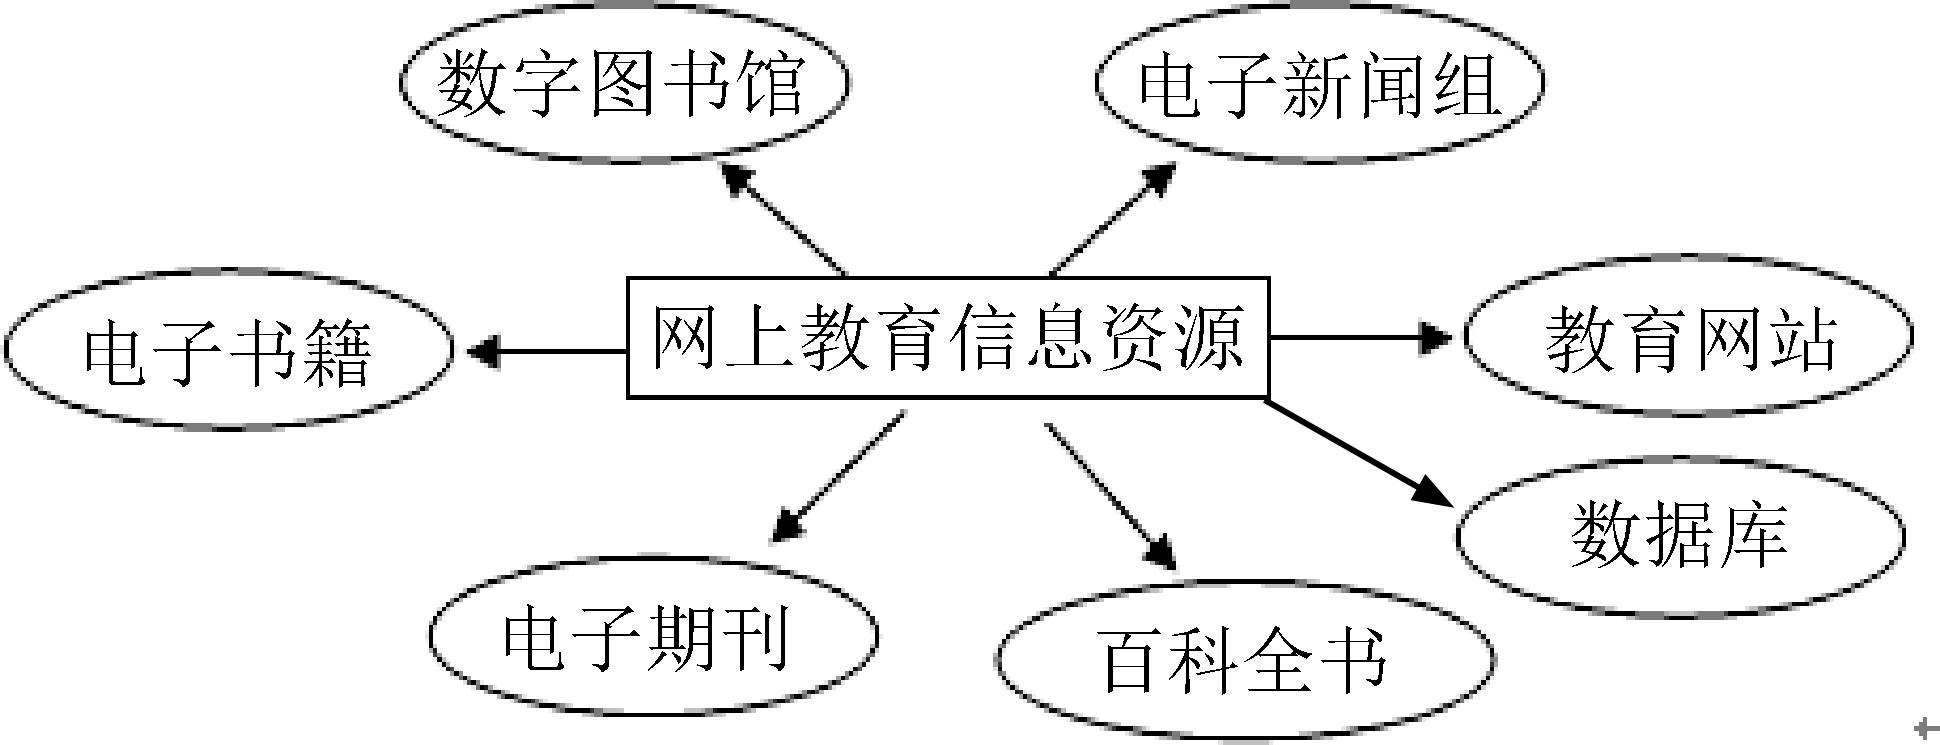 数字图书馆
电子新闻组
电子书籍
网上教育信息资源
教育网站
数据库
电子期刊
百科全书